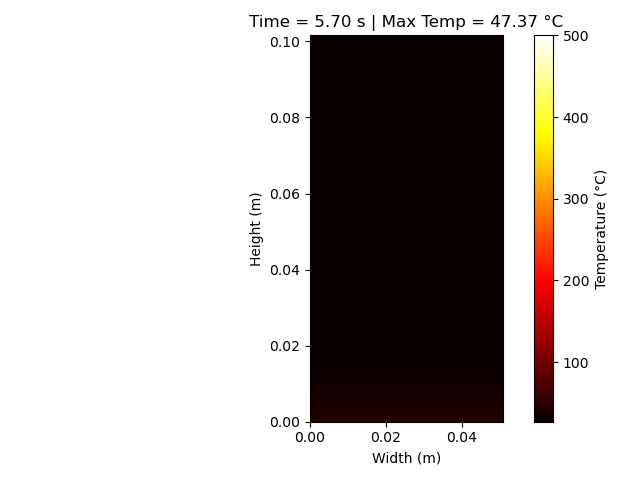 Time = 5.70 s | Max Temp = 47.37 °C
0.10
0.08
0.06
0.04
0.02
0.00
Height (m)
0.00 0.02 0.04
Width (m)
500
400
300
200
100
Temperature (°C)